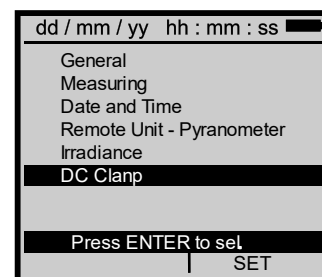 dd / mm / yy hh : mm : ss
General
Measuring
Date and Time
Remote Unit - Pyranometer
Irradiance
DC Clanp
Press ENTER to sel.
SET